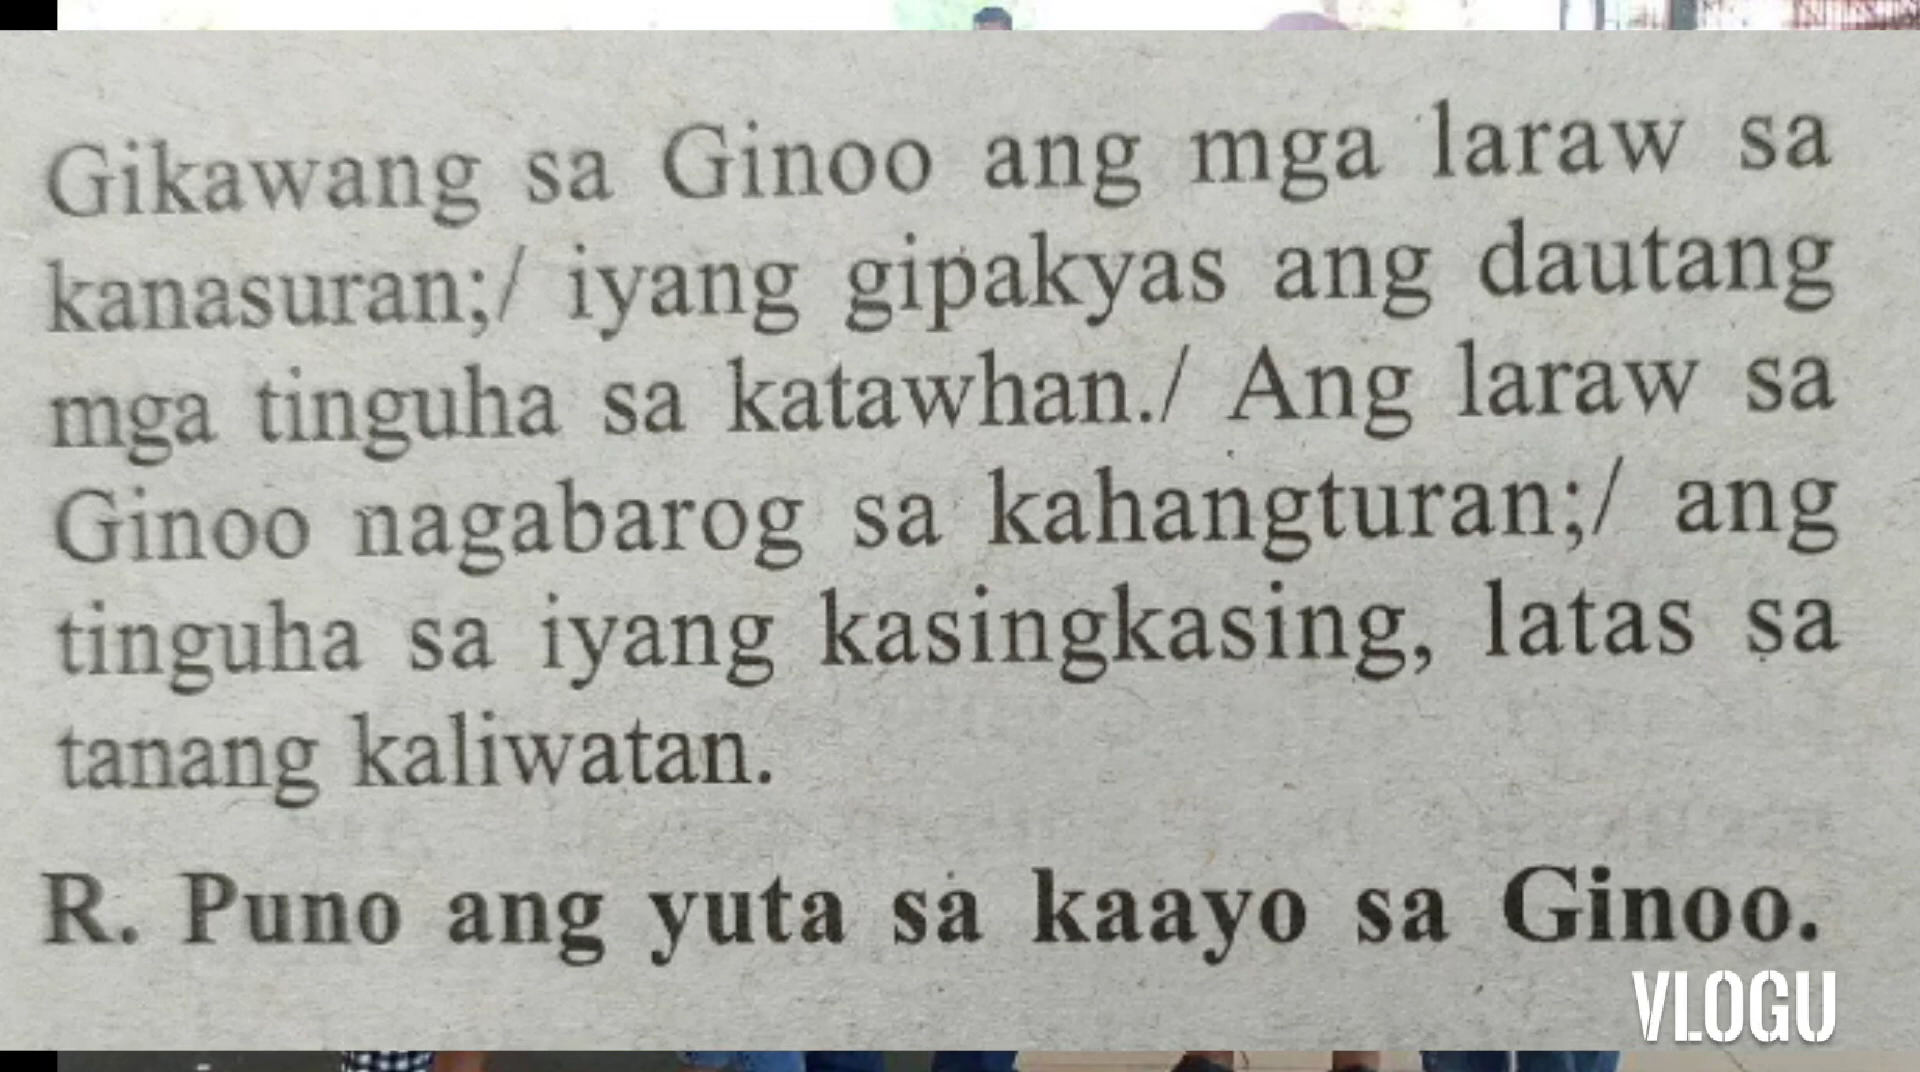 Gikawang sa Ginoo ang mga laraw sa
kanasuran;/ iyang gipakyas ang dautang
mga tinguha sa katawhan./ Ang laraw sa
Ginoo nagabarog sa kahangturan;/ ang
tinguha sa iyang kasingkasing, latas sa
tanang kaliwatan.
R. Puno ang yuta sa kaayo sa Ginoo.
VLOGU